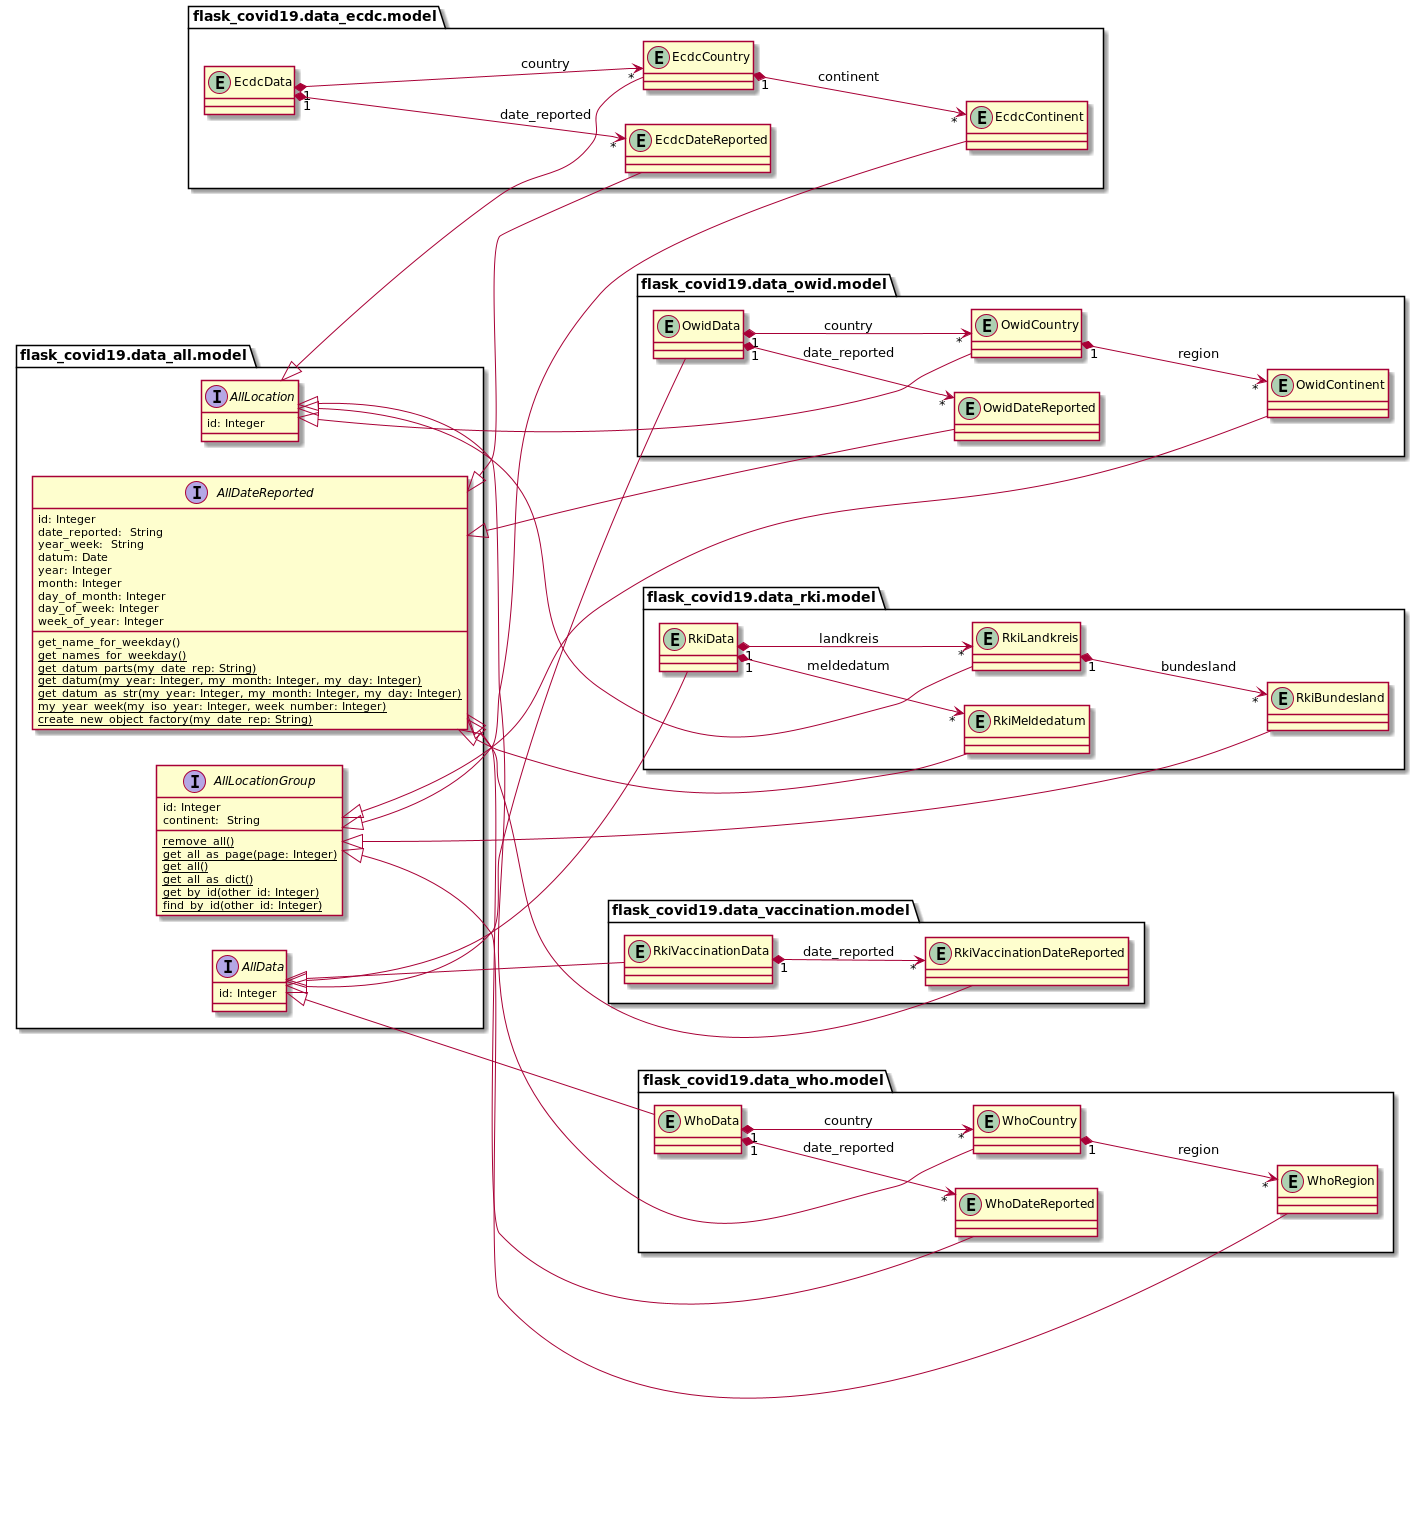 flask_covid19.data_ecdc.model
E EcdcData
country
E EcdcCountry
1
*
1
continent
date_reported
1
*
E EcdcDateReported
*
E EcdcContinent
flask_covid19.data_owid.model
E OwidData
country
E OwidCountry
1
*
date_reported
1
*
1
region
*
E OwidContinent
E OwidDateReported
flask_covid19.data_all.model
I AllLocation
id: Integer
I AllDateReported
id: Integer
date_reported: String
year_week: String
datum: Date
year: Integer
month: Integer
day_of_month: Integer
day_of_week: Integer
week_of_year: Integer
get_name_for_weekday()
get_names_for_weekday()
get_datum_parts(my_date_rep: String)
get_datum(my_year: Integer, my_month: Integer, my_day: Integer)
get_datum_as_str(my_year: Integer, my_month: Integer, my_day: Integer)
my_year_week(my_iso_year: Integer, week_number: Integer)
create_new_object_factory(my_date_rep: String)
I AllLocationGroup
id: Integer
continent: String
remove_all()
get_all_as_page(page: Integer)
get_all()
get_all_as_dict()
get_by_id(other_id: Integer)
find_by_id(other_id: Integer)
I AllData
id: Integer
flask_covid19.data_rki.model
E RkiData
landkreis
E RkiLandkreis
1
*
meldedatum
1
*
1
bundesland
*
E RkiBundesland
E RkiMeldedatum
flask_covid19.data_vaccination.model
E RkiVaccinationData
date_reported
E RkiVaccinationDateReported
1
*
flask_covid19.data_who.model
E WhoData
country
E WhoCountry
1
*
date_reported
1
*
1
region
*
E WhoRegion
E WhoDateReported